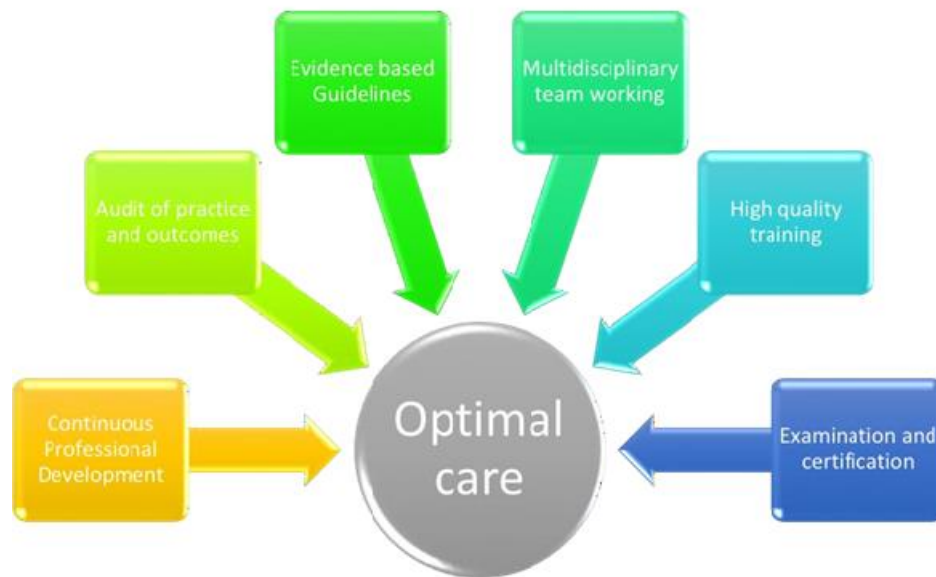 Evidence based
Guidelines
Multidisciplinary
team working
Audit of practice
and outcomes
High quality
training
Continuous
Professional
Development
Optimal
care
Examination and
certification